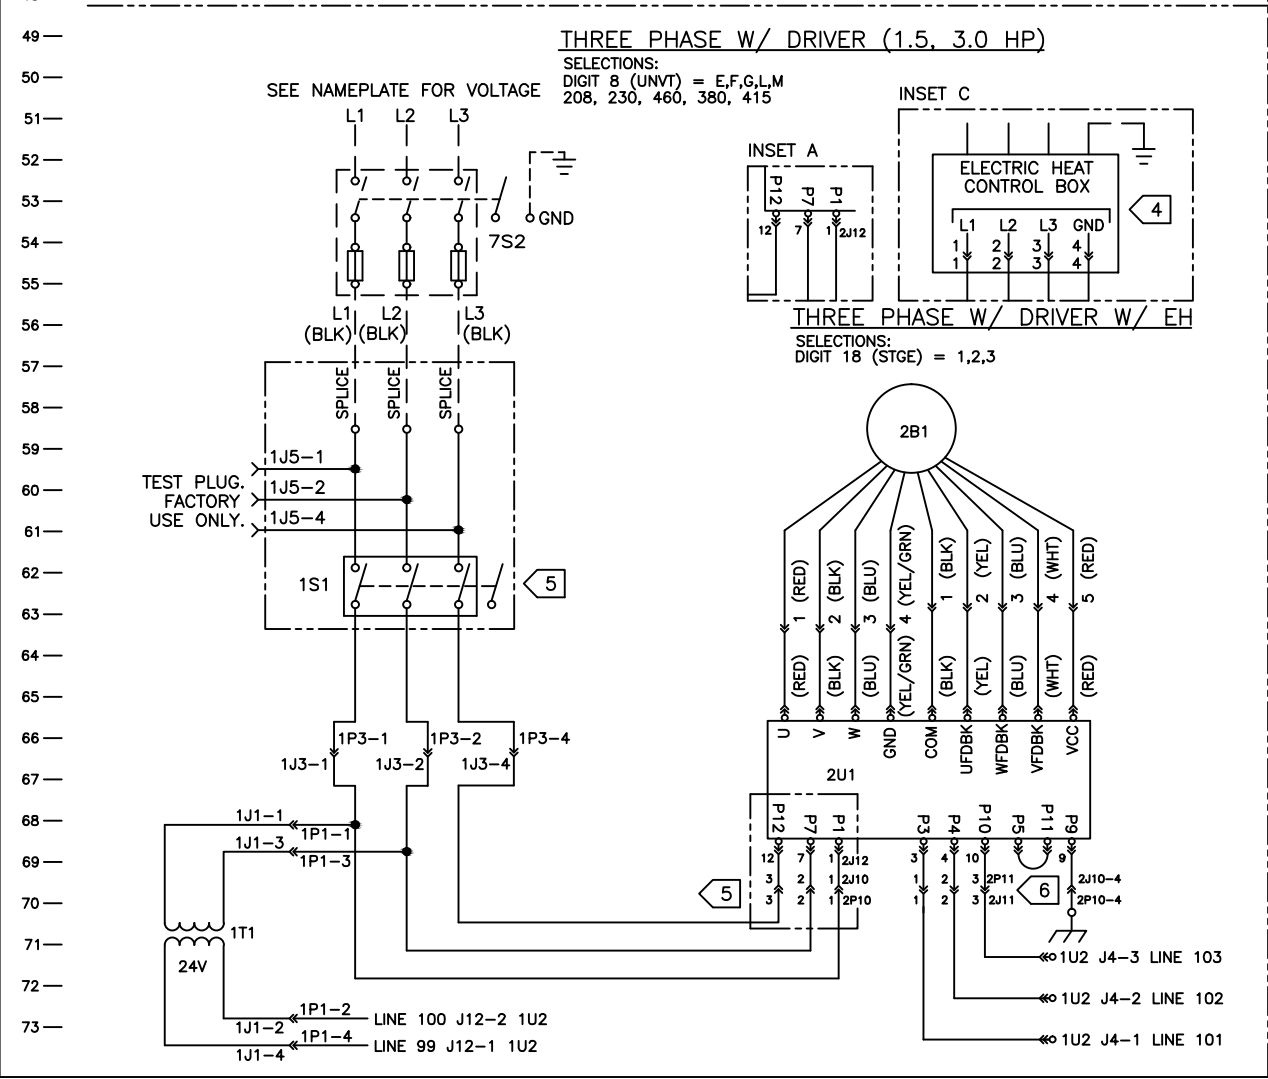 49
THREE PHASE W/ DRIVER (1.5, 3.0 HP)
SELECTIONS:
DIGIT 8 (UNVT) = E,F,G,L,M
208, 230, 460, 380, 415
50
SEE NAMEPLATE FOR VOLTAGE
INSET C
51
L1 L2 L3
INSET A
52
ELECTRIC HEAT
CONTROL BOX
4
53
P12 P7 P1
GND
L1 L2 L3 GND
12 7 1 2J12
54
7S2
1 2 3 4
1 2 3 4
55
56
L1 L2 L3
(BLK) (BLK) (BLK)
THREE PHASE W/ DRIVER W/ EH
SELECTIONS:
DIGIT 18 (STGE) = 1,2,3
57
SPLICE SPLICE SPLICE
58
2B1
59
1J5-1
TEST PLUG.
FACTORY
USE ONLY.
60
1J5-2
61
1J5-4
62
1S1
5
63
1 (RED) 2 (BLK) 3 (BLU) 4 (YEL/GRN) 1 (BLK) 2 (YEL) 3 (BLU) 4 (WHT) 5 (RED)
64
(RED) (BLK) (BLU) (YEL/GRN) (BLK) (YEL) (BLU) (WHT) (RED)
65
66
1P3-1 1P3-2 1P3-4
U V W GND COM UFDBK WFDBK VFDBK VCC
1J3-1 1J3-2 1J3-4
67
2U1
68
1J1-1
1P1-1
P12 P7 P1 P3 P4 P10 P5 P11 P9
1J1-3
1P1-3
69
12 7 1 2J12 3 4 10 9
3 2 1 2J10 1 2 3 2P11 2J10-4
5
6
70
3 2 1 2P10 1 2 3 2J11 2P10-4
1T1
71
24V
1U2 J4-3 LINE 103
72
1U2 J4-2 LINE 102
1P1-2
LINE 100 J12-2 1U2
73
1J1-2
1P1-4
1U2 J4-1 LINE 101
LINE 99 J12-1 1U2
1J1-4